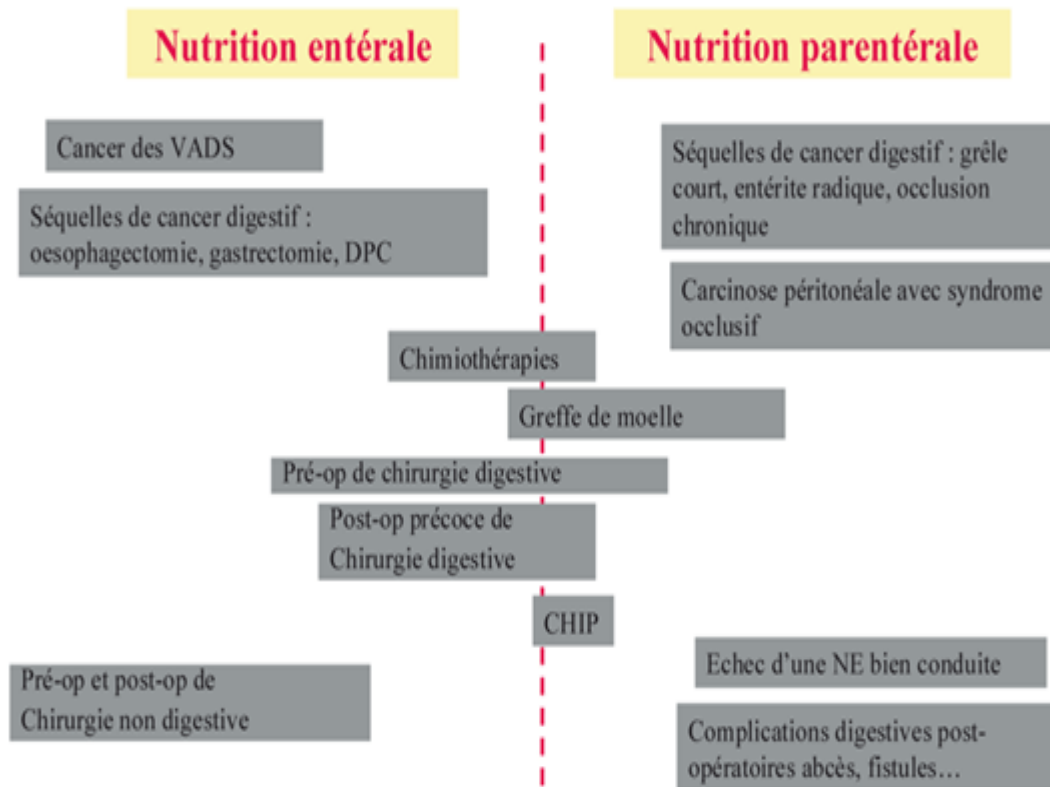 Nutrition entérale
Nutrition parentérale
Cancer des VADS
Séquelles de cancer digestif :
oesophagectomie, gastrectomie, DPC
Séquelles de cancer digestif : grêle
court, entérite radique, occlusion
chronique
Carcinose péritonéale avec syndrome
occlusif
Chimiothérapies
Greffe de moelle
Pré-op de chirurgie digestive
Post-op précoce de
Chirurgie digestive
CHIP
Pré-op et post-op de
Chirurgie non digestive
Echec d’une NE bien conduite
Complications digestives post-
opératoires abcès, fistules…